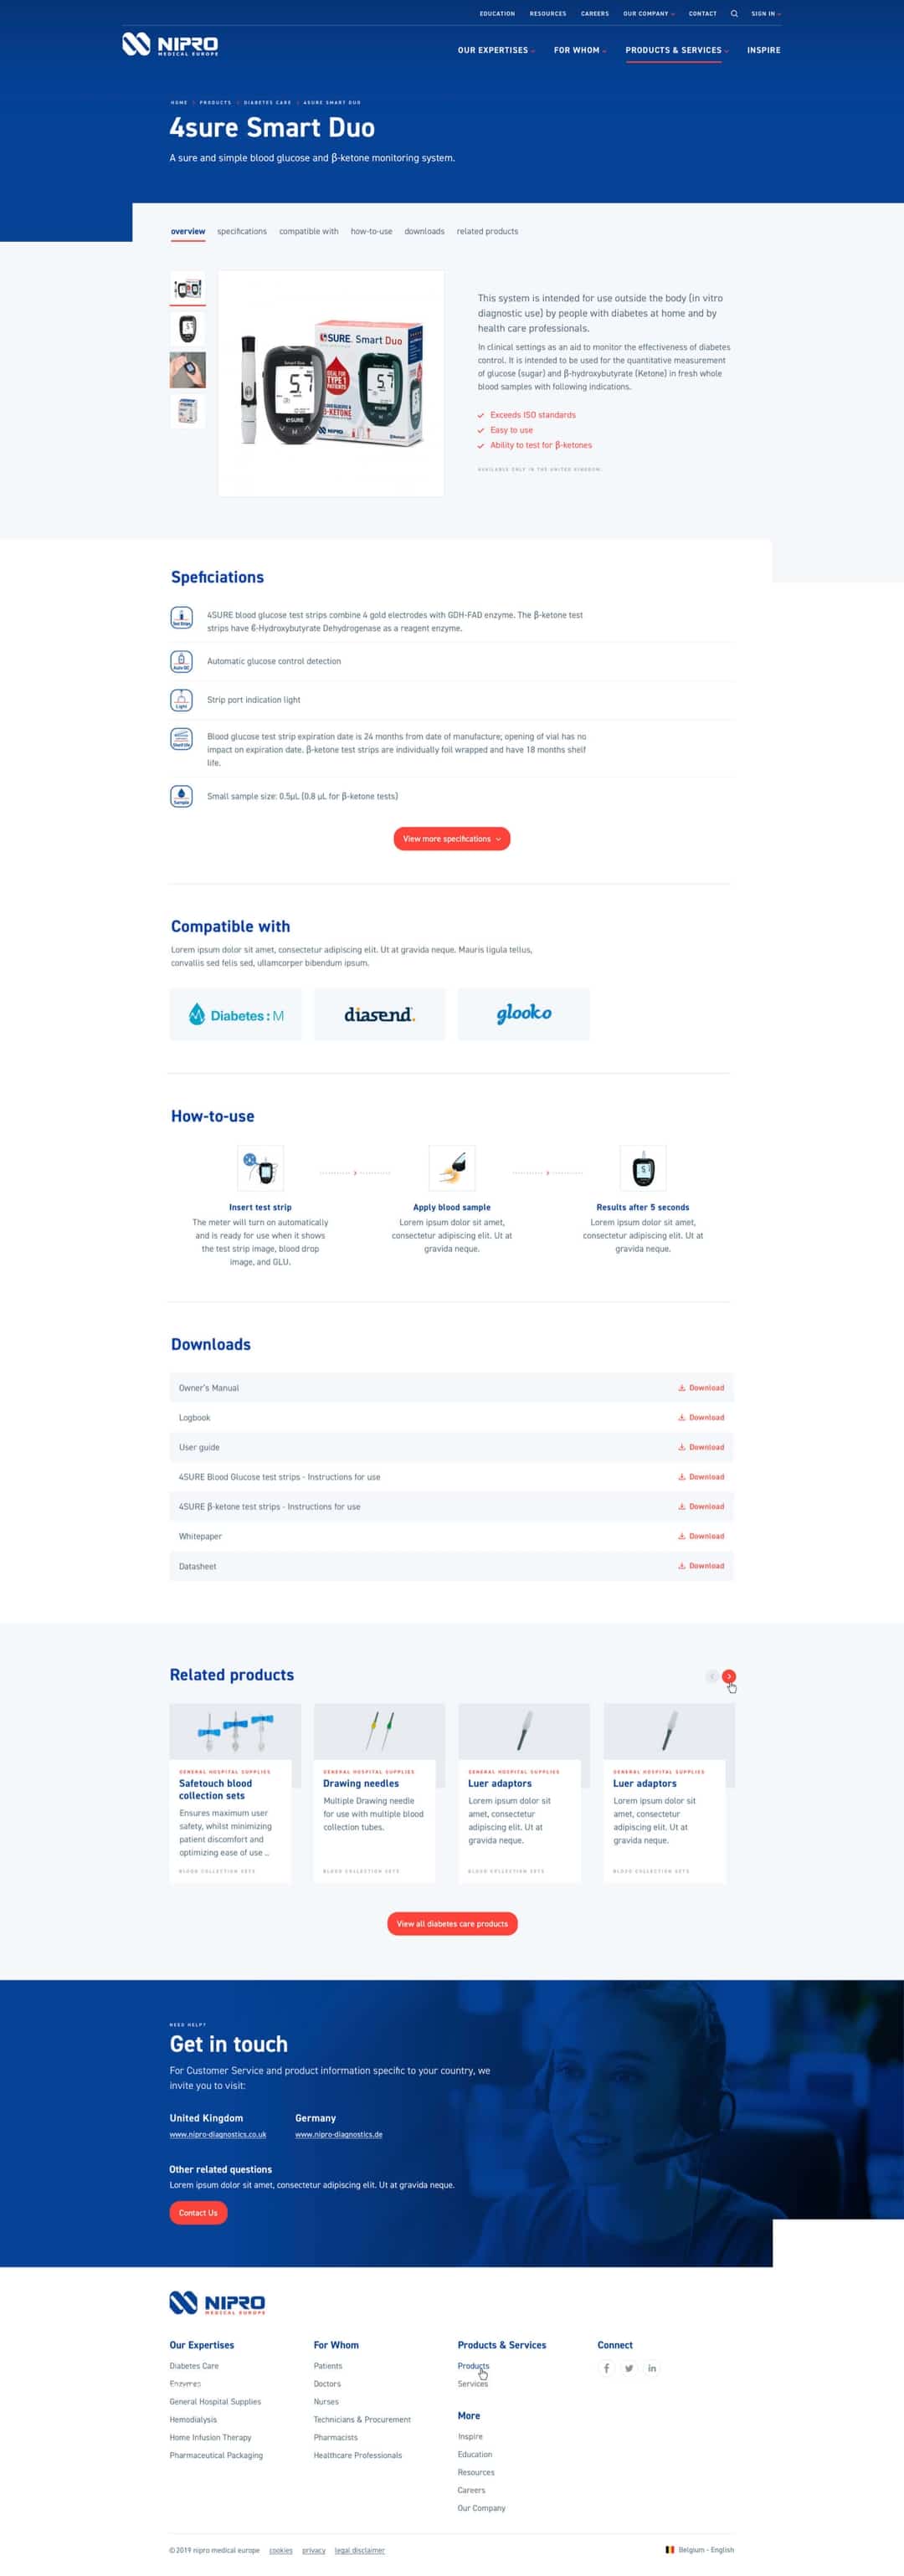 EDUCATION RESOURCES CAREERS OUR COMPANY CONTACT SIGN IN
NIPRO
MEDICAL EUROPE
OUR EXPERTISES FOR WHOM PRODUCTS & SERVICES INSPIRE
HOME PRODUCTS DIABETES CARE 4SURE SMART DUO
4sure Smart Duo
A sure and simple blood glucose and β-ketone monitoring system.
overview specifications compatible with how-to-use downloads related products
4SURE Smart Duo
IDEAL FOR
TYPE 1
PATIENTS
β-KETONE
NIPRO
Smart Duo
5.7
4SURE
M
This system is intended for use outside the body (in vitro
diagnostic use) by people with diabetes at home and by
health care professionals.
In clinical settings as an aid to monitor the effectiveness of diabetes
control. It is intended to be used for the quantitative measurement
of glucose (sugar) and β-hydroxybutyrate (Ketone) in fresh whole
blood samples with following indications.
Exceeds ISO standards
Easy to use
Ability to test for β-ketones
AVAILABLE ONLY IN THE UNITED KINGDOM.
Speficiations
Test Strips
4SURE blood glucose test strips combine 4 gold electrodes with GDH-FAD enzyme. The β-ketone test
strips have ẞ-Hydroxybutyrate Dehydrogenase as a reagent enzyme.
Auto QC
Automatic glucose control detection
Light
Strip port indication light
Shelf life
Blood glucose test strip expiration date is 24 months from date of manufacture; opening of vial has no
impact on expiration date. β-ketone test strips are individually foil wrapped and have 18 months shelf
life.
Sample
Small sample size: 0.5μL (0.8 μL for β-ketone tests)
View more specifications
Compatible with
Lorem ipsum dolor sit amet, consectetur adipiscing elit. Ut at gravida neque. Mauris ligula tellus,
convallis sed felis sed, ullamcorper bibendum ipsum.
Diabetes:M diasend. glooko
How-to-use
Insert test strip
The meter will turn on automatically
and is ready for use when it shows
the test strip image, blood drop
image, and GLU.
Apply blood sample
Lorem ipsum dolor sit amet,
consectetur adipiscing elit. Ut at
gravida neque.
Results after 5 seconds
Lorem ipsum dolor sit amet,
consectetur adipiscing elit. Ut at
gravida neque.
Downloads
Owner's Manual Download
Logbook Download
User guide Download
4SURE Blood Glucose test strips - Instructions for use Download
4SURE β-ketone test strips - Instructions for use Download
Whitepaper Download
Datasheet Download
Related products
GENERAL HOSPITAL SUPPLIES
Safetouch blood
collection sets
Ensures maximum user
safety, whilst minimizing
patient discomfort and
optimizing ease of use ..
BLOOD COLLECTION SETS
GENERAL HOSPITAL SUPPLIES
Drawing needles
Multiple Drawing needle
for use with multiple blood
collection tubes.
BLOOD COLLECTION SETS
GENERAL HOSPITAL SUPPLIES
Luer adaptors
Lorem ipsum dolor sit
amet, consectetur
adipiscing elit. Ut at
gravida neque.
BLOOD COLLECTION SETS
GENERAL HOSPITAL SUPPLIES
Luer adaptors
Lorem ipsum dolor sit
amet, consectetur
adipiscing elit. Ut at
gravida neque.
BLOOD COLLECTION SETS
View all diabetes care products
NEED HELP?
Get in touch
For Customer Service and product information specific to your country, we
invite you to visit:
United Kingdom
www.nipro-diagnostics.co.uk
Germany
www.nipro-diagnostics.de
Other related questions
Lorem ipsum dolor sit amet, consectetur adipiscing elit. Ut at gravida neque.
Contact Us
NIPRO
MEDICAL EUROPE
Our Expertises
Diabetes Care
Enzymes
General Hospital Supplies
Hemodialysis
Home Infusion Therapy
Pharmaceutical Packaging
For Whom
Patients
Doctors
Nurses
Technicians & Procurement
Pharmacists
Healthcare Professionals
Products & Services
Products
Services
More
Inspire
Education
Resources
Careers
Our Company
Connect
©2019 nipro medical europe cookies privacy legal disclaimer
Belgium - English